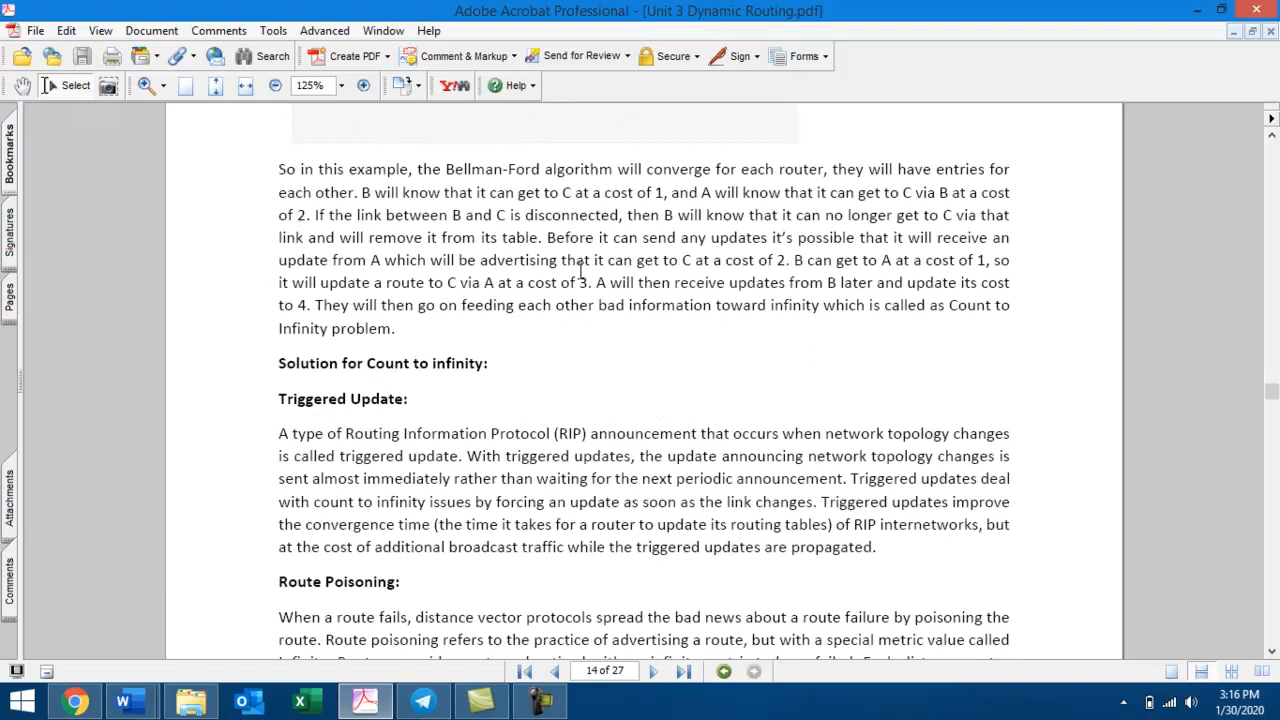 Adobe Acrobat Professional - [Unit 3 Dynamic Routing.pdf]
File Edit View Document Comments Tools Advanced Window Help
Search Create PDF Comment & Markup Send for Review Secure Sign Forms
Select 125% Y! Help
Bookmarks
Signatures
Pages
Attachments
Comments
So in this example, the Bellman-Ford algorithm will converge for each router, they will have entries for
each other. B will know that it can get to C at a cost of 1, and A will know that it can get to C via B at a cost
of 2. If the link between B and C is disconnected, then B will know that it can no longer get to C via that
link and will remove it from its table. Before it can send any updates it's possible that it will receive an
update from A which will be advertising that it can get to C at a cost of 2. B can get to A at a cost of 1, so
it will update a route to C via A at a cost of 3. A will then receive updates from B later and update its cost
to 4. They will then go on feeding each other bad information toward infinity which is called as Count to
Infinity problem.
Solution for Count to infinity:
Triggered Update:
A type of Routing Information Protocol (RIP) announcement that occurs when network topology changes
is called triggered update. With triggered updates, the update announcing network topology changes is
sent almost immediately rather than waiting for the next periodic announcement. Triggered updates deal
with count to infinity issues by forcing an update as soon as the link changes. Triggered updates improve
the convergence time (the time it takes for a router to update its routing tables) of RIP internetworks, but
at the cost of additional broadcast traffic while the triggered updates are propagated.
Route Poisoning:
When a route fails, distance vector protocols spread the bad news about a route failure by poisoning the
route. Route poisoning refers to the practice of advertising a route, but with a special metric value called
14 of 27
3:16 PM
1/30/2020